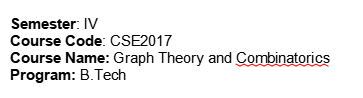 Semester: IV
Course Code: CSE2017
Course Name: Graph Theory and Combinatorics
Program: B.Tech